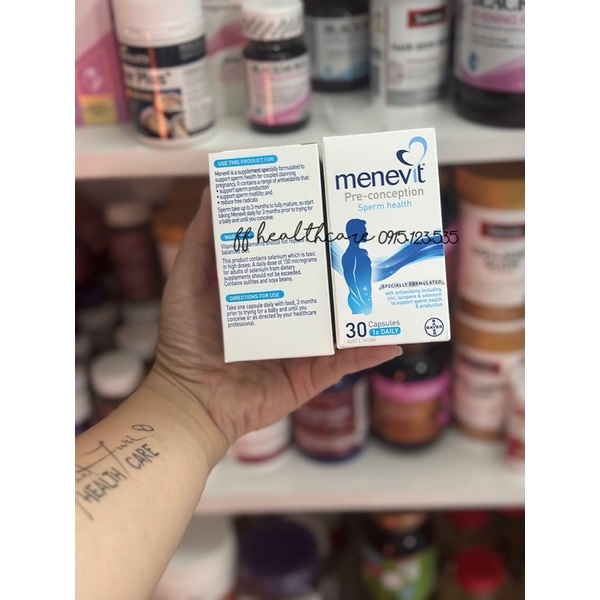 USE THIS PRODUCT FOR
Menevit is a supplement specially formulated to
support sperm health for couples planning
pregnancy. It contains a range of antioxidants that:
• support sperm production
• support sperm motility; and
• reduce free radicals
Sperm take up to 3 months to fully mature, so start
taking Menevit daily for 3 months prior to trying for
a baby and until you conceive.
This product contains selenium which is toxic
in high doses. A daily dose of 150 micrograms
for adults of selenium from dietary
supplements should not be exceeded.
Contains sulfites and soya beans.
DIRECTIONS FOR USE
Take one capsule daily with food, 3 months
prior to trying for a baby and until you
conceive or as directed by your healthcare
professional.
menevit
Pre-conception
Sperm health
ff healthcare 0915.123.535
SPECIALLY FORMULATED
with antioxidants including
zinc, lycopene & selenium
to support sperm health
& production
30 Capsules
1x DAILY
BAYER
HEALTH/CARE